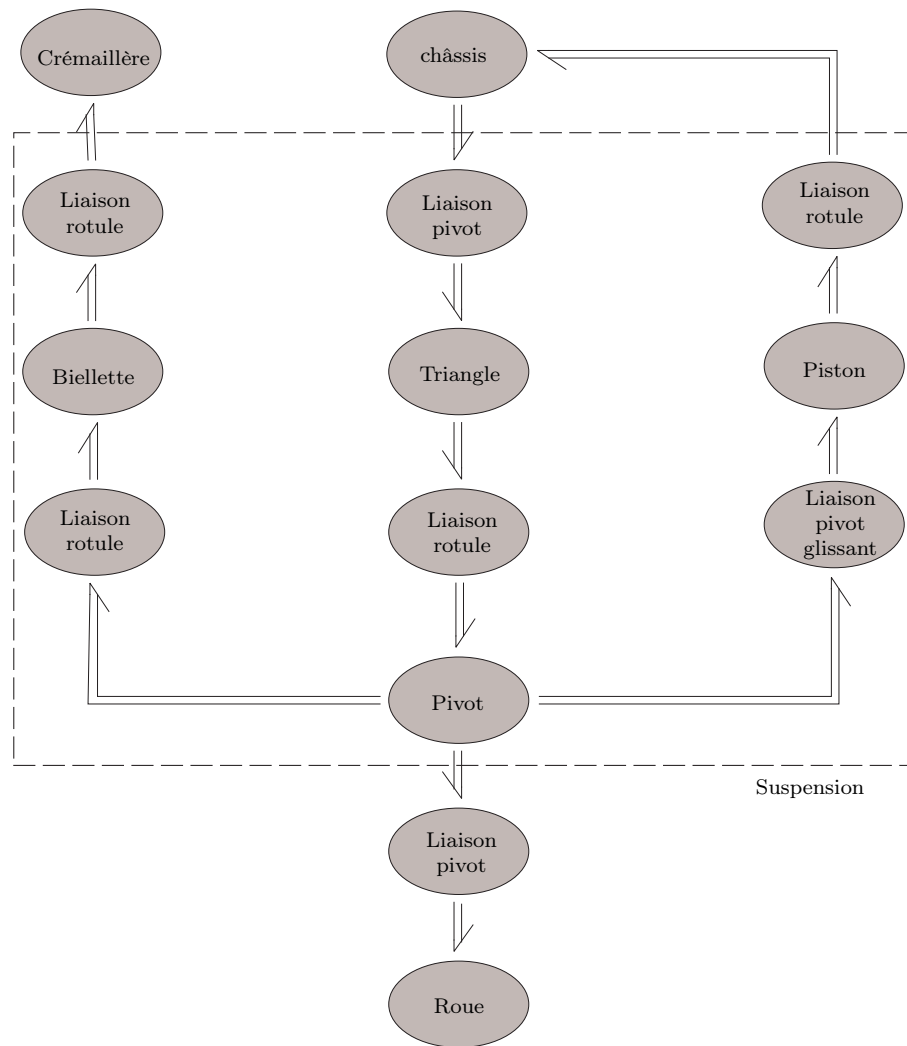 Crémaillère
châssis
Liaison
rotule
Liaison
pivot
Liaison
rotule
Biellette
Triangle
Piston
Liaison
rotule
Liaison
rotule
Liaison
pivot
glissant
Pivot
Suspension
Liaison
pivot
Roue